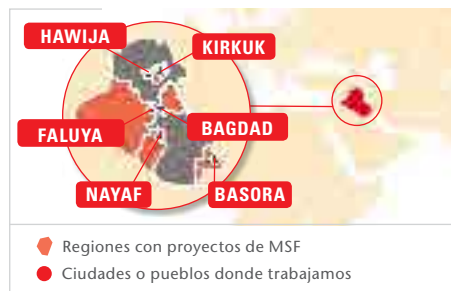 HAWIJA
KIRKUK
FALUYA
BAGDAD
NAYAF
BASORA
Regiones con proyectos de MSF
Ciudades o pueblos donde trabajamos